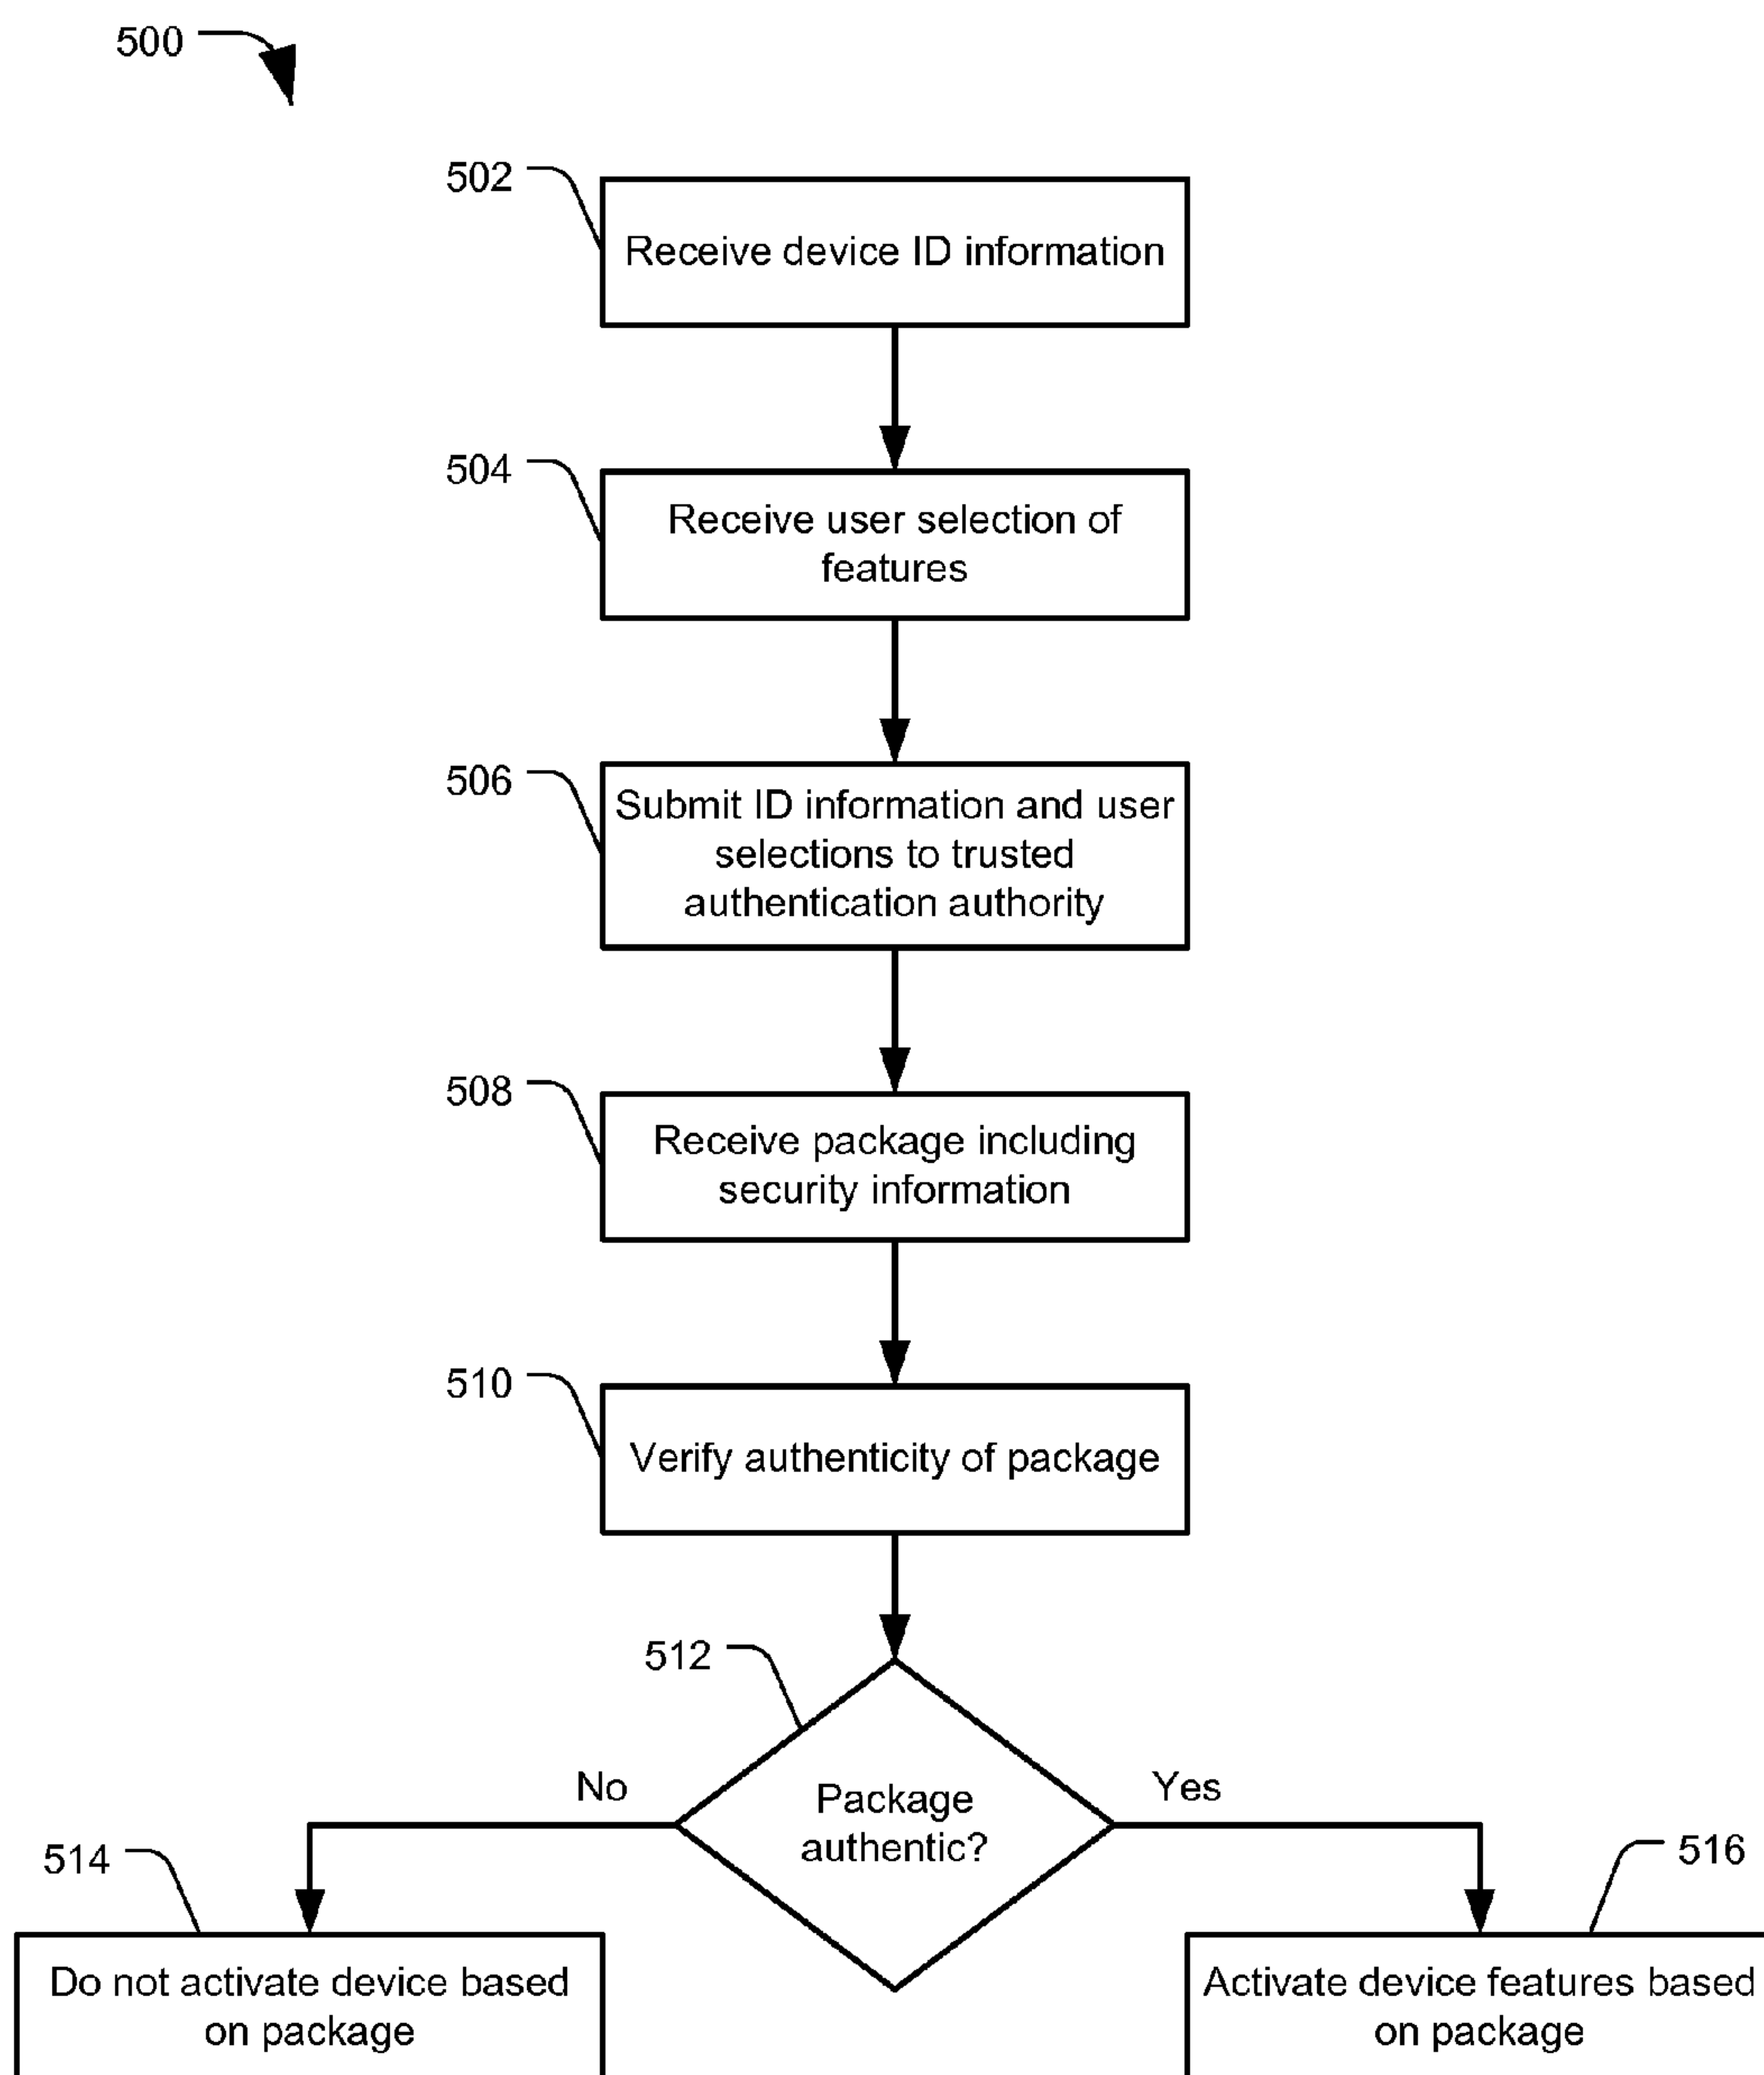 500
502
Receive device ID information
504
Receive user selection of
features
506
Submit ID information and user
selections to trusted
authentication authority
508
Receive package including
security information
510
Verify authenticity of package
512
Package
authentic?
No
Yes
514
516
Do not activate device based
on package
Activate device features based
on package